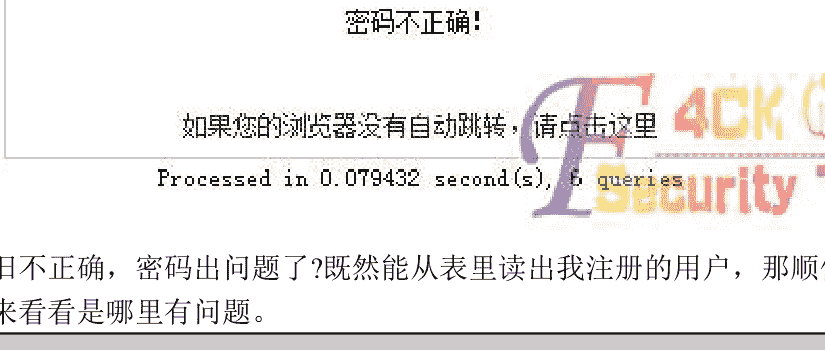 密码不正确!
如果您的浏览器没有自动跳转，请点击这里
4CK
Processed in 0.079432 second(s), 6 queries
Security
不正确，密码出问题了?既然能从表里读出我注册的用户，那顺
来看看是哪里有问题。